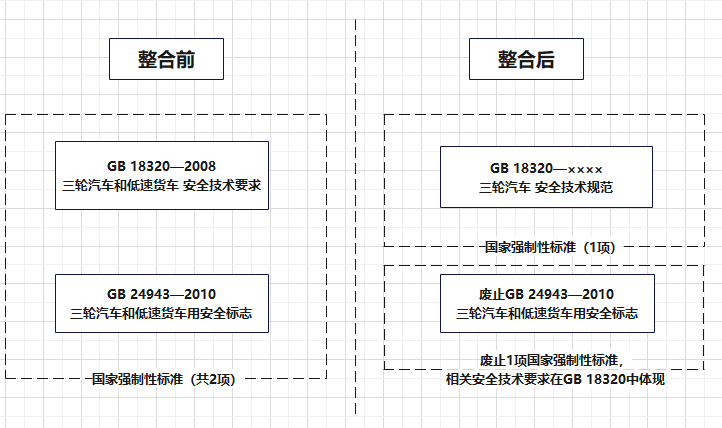 整合前
整合后
GB 18320—2008
三轮汽车和低速货车 安全技术要求
GB 24943—2010
三轮汽车和低速货车用安全标志
国家强制性标准（共2项）
GB 18320—××××
三轮汽车 安全技术规范
国家强制性标准（1项）
废止GB 24943—2010
三轮汽车和低速货车用安全标志
废止1项国家强制性标准，
相关安全技术要求在GB 18320中体现